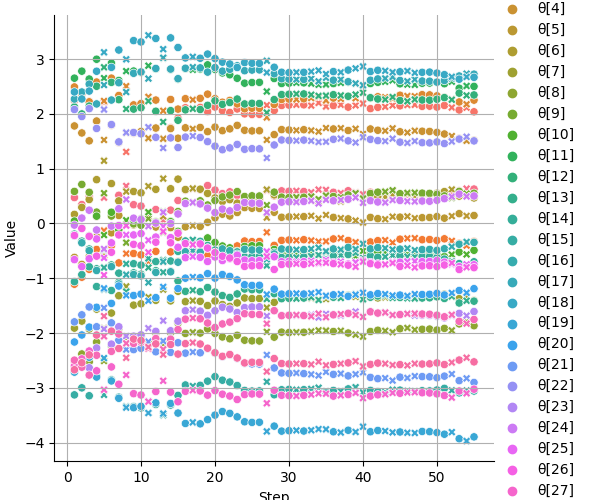 θ[4]
θ[5]
θ[6]
θ[7]
θ[8]
θ[9]
θ[10]
θ[11]
θ[12]
θ[13]
θ[14]
θ[15]
θ[16]
θ[17]
θ[18]
θ[19]
θ[20]
θ[21]
θ[22]
θ[23]
θ[24]
θ[25]
θ[26]
θ[27]
Value
3
2
1
0
−1
−2
−3
−4
0 10 20 30 40 50
Step